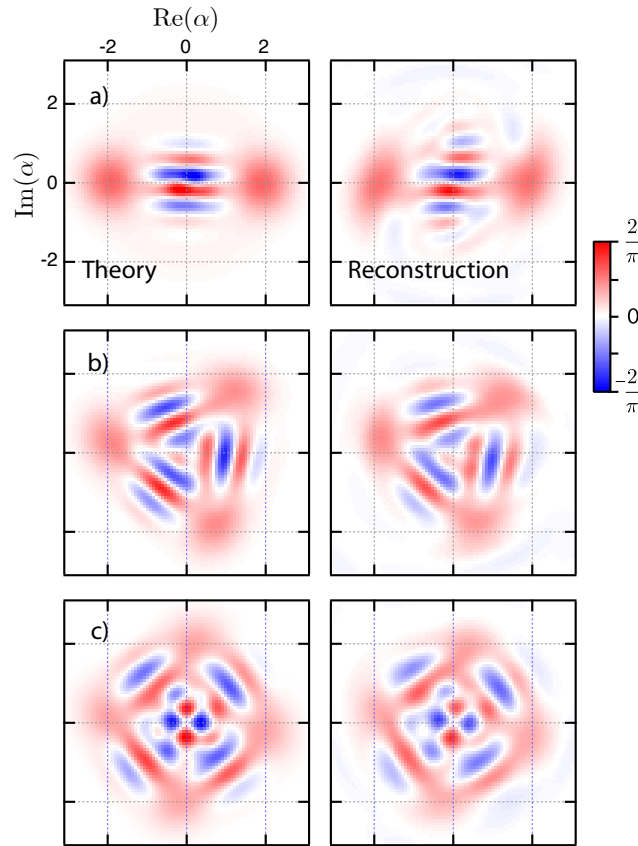 Re(α)
-2 0 2
a)
2
Im(α)
0
-2
Theory
Reconstruction
2
π
0
-2
π
b)
c)